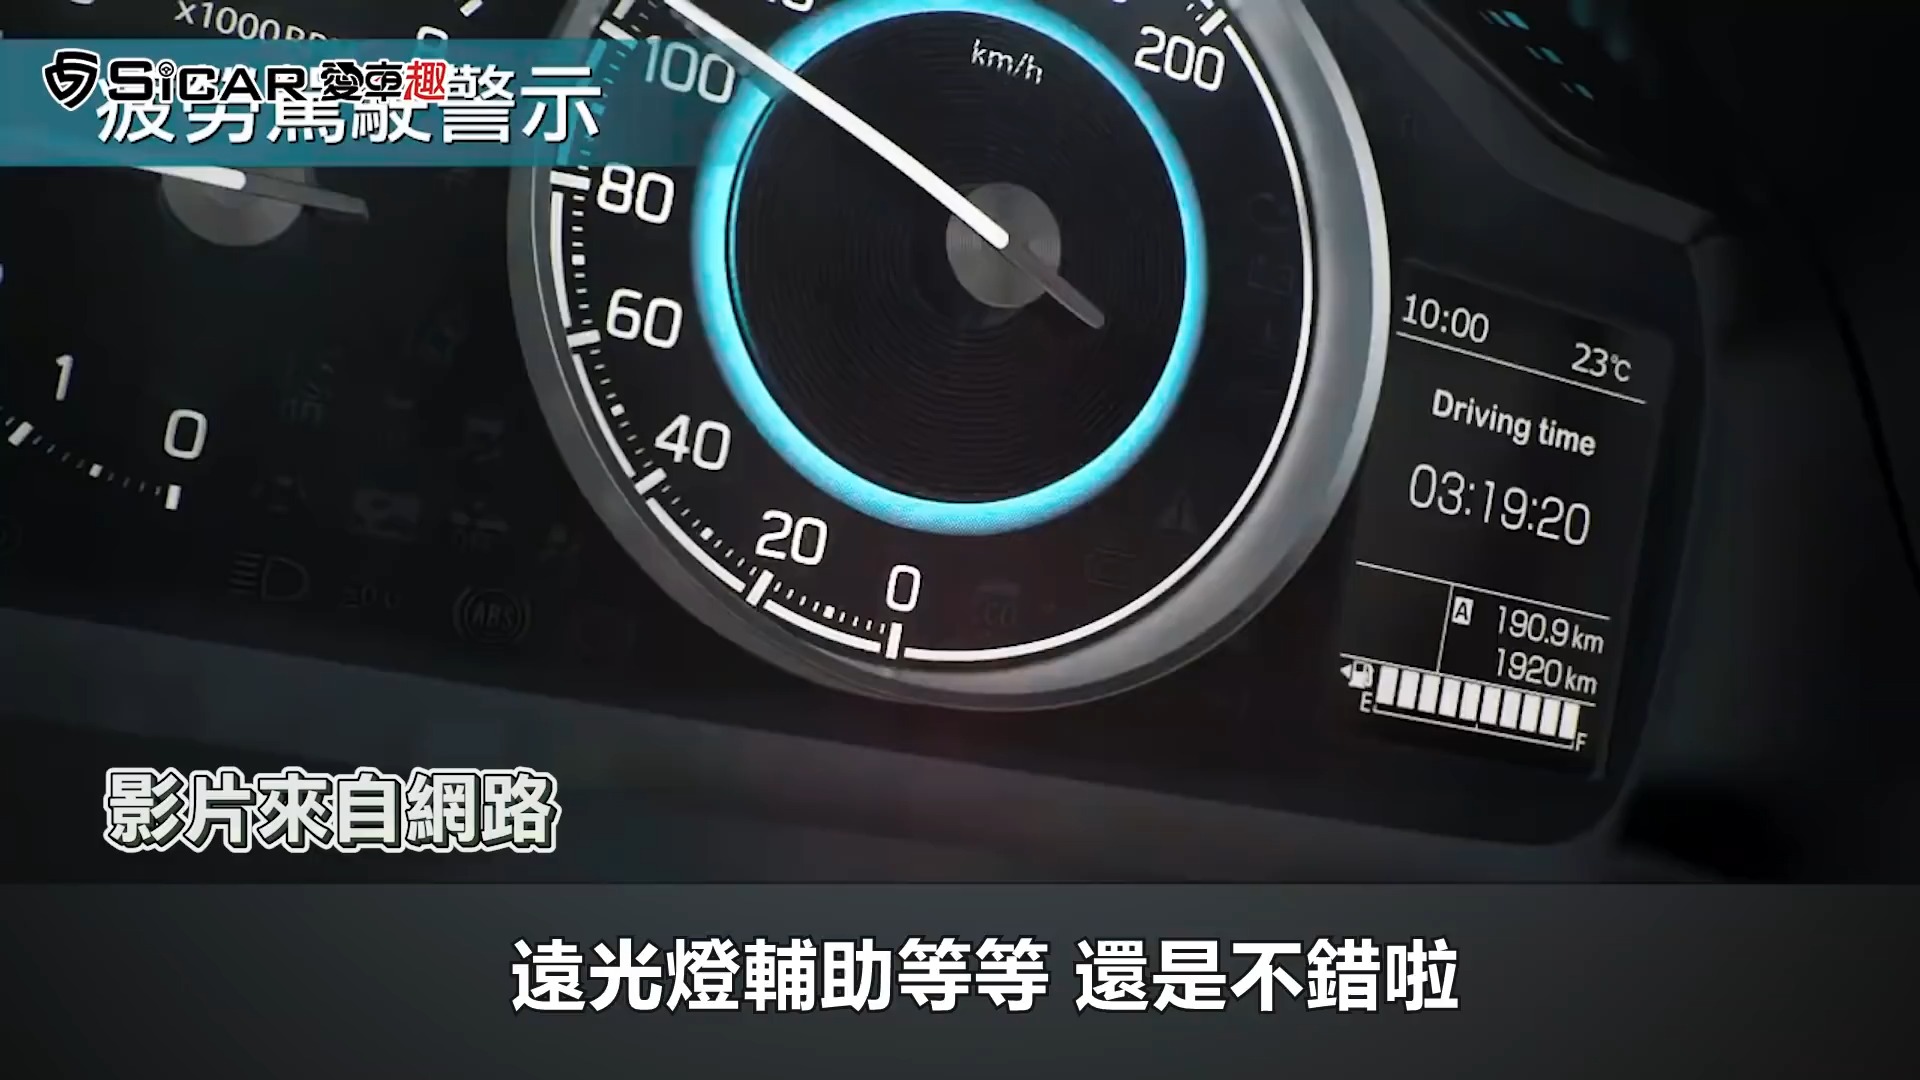 x1000RPM
SiCAR愛車趣
疲勞駕駛警示
100
km/h
200
80
60
40
20
0
1
0
10:00
23℃
Driving time
03:19:20
A 190.9km
1920km
E
F
ABS
影片來自網路
遠光燈輔助等等 還是不錯啦